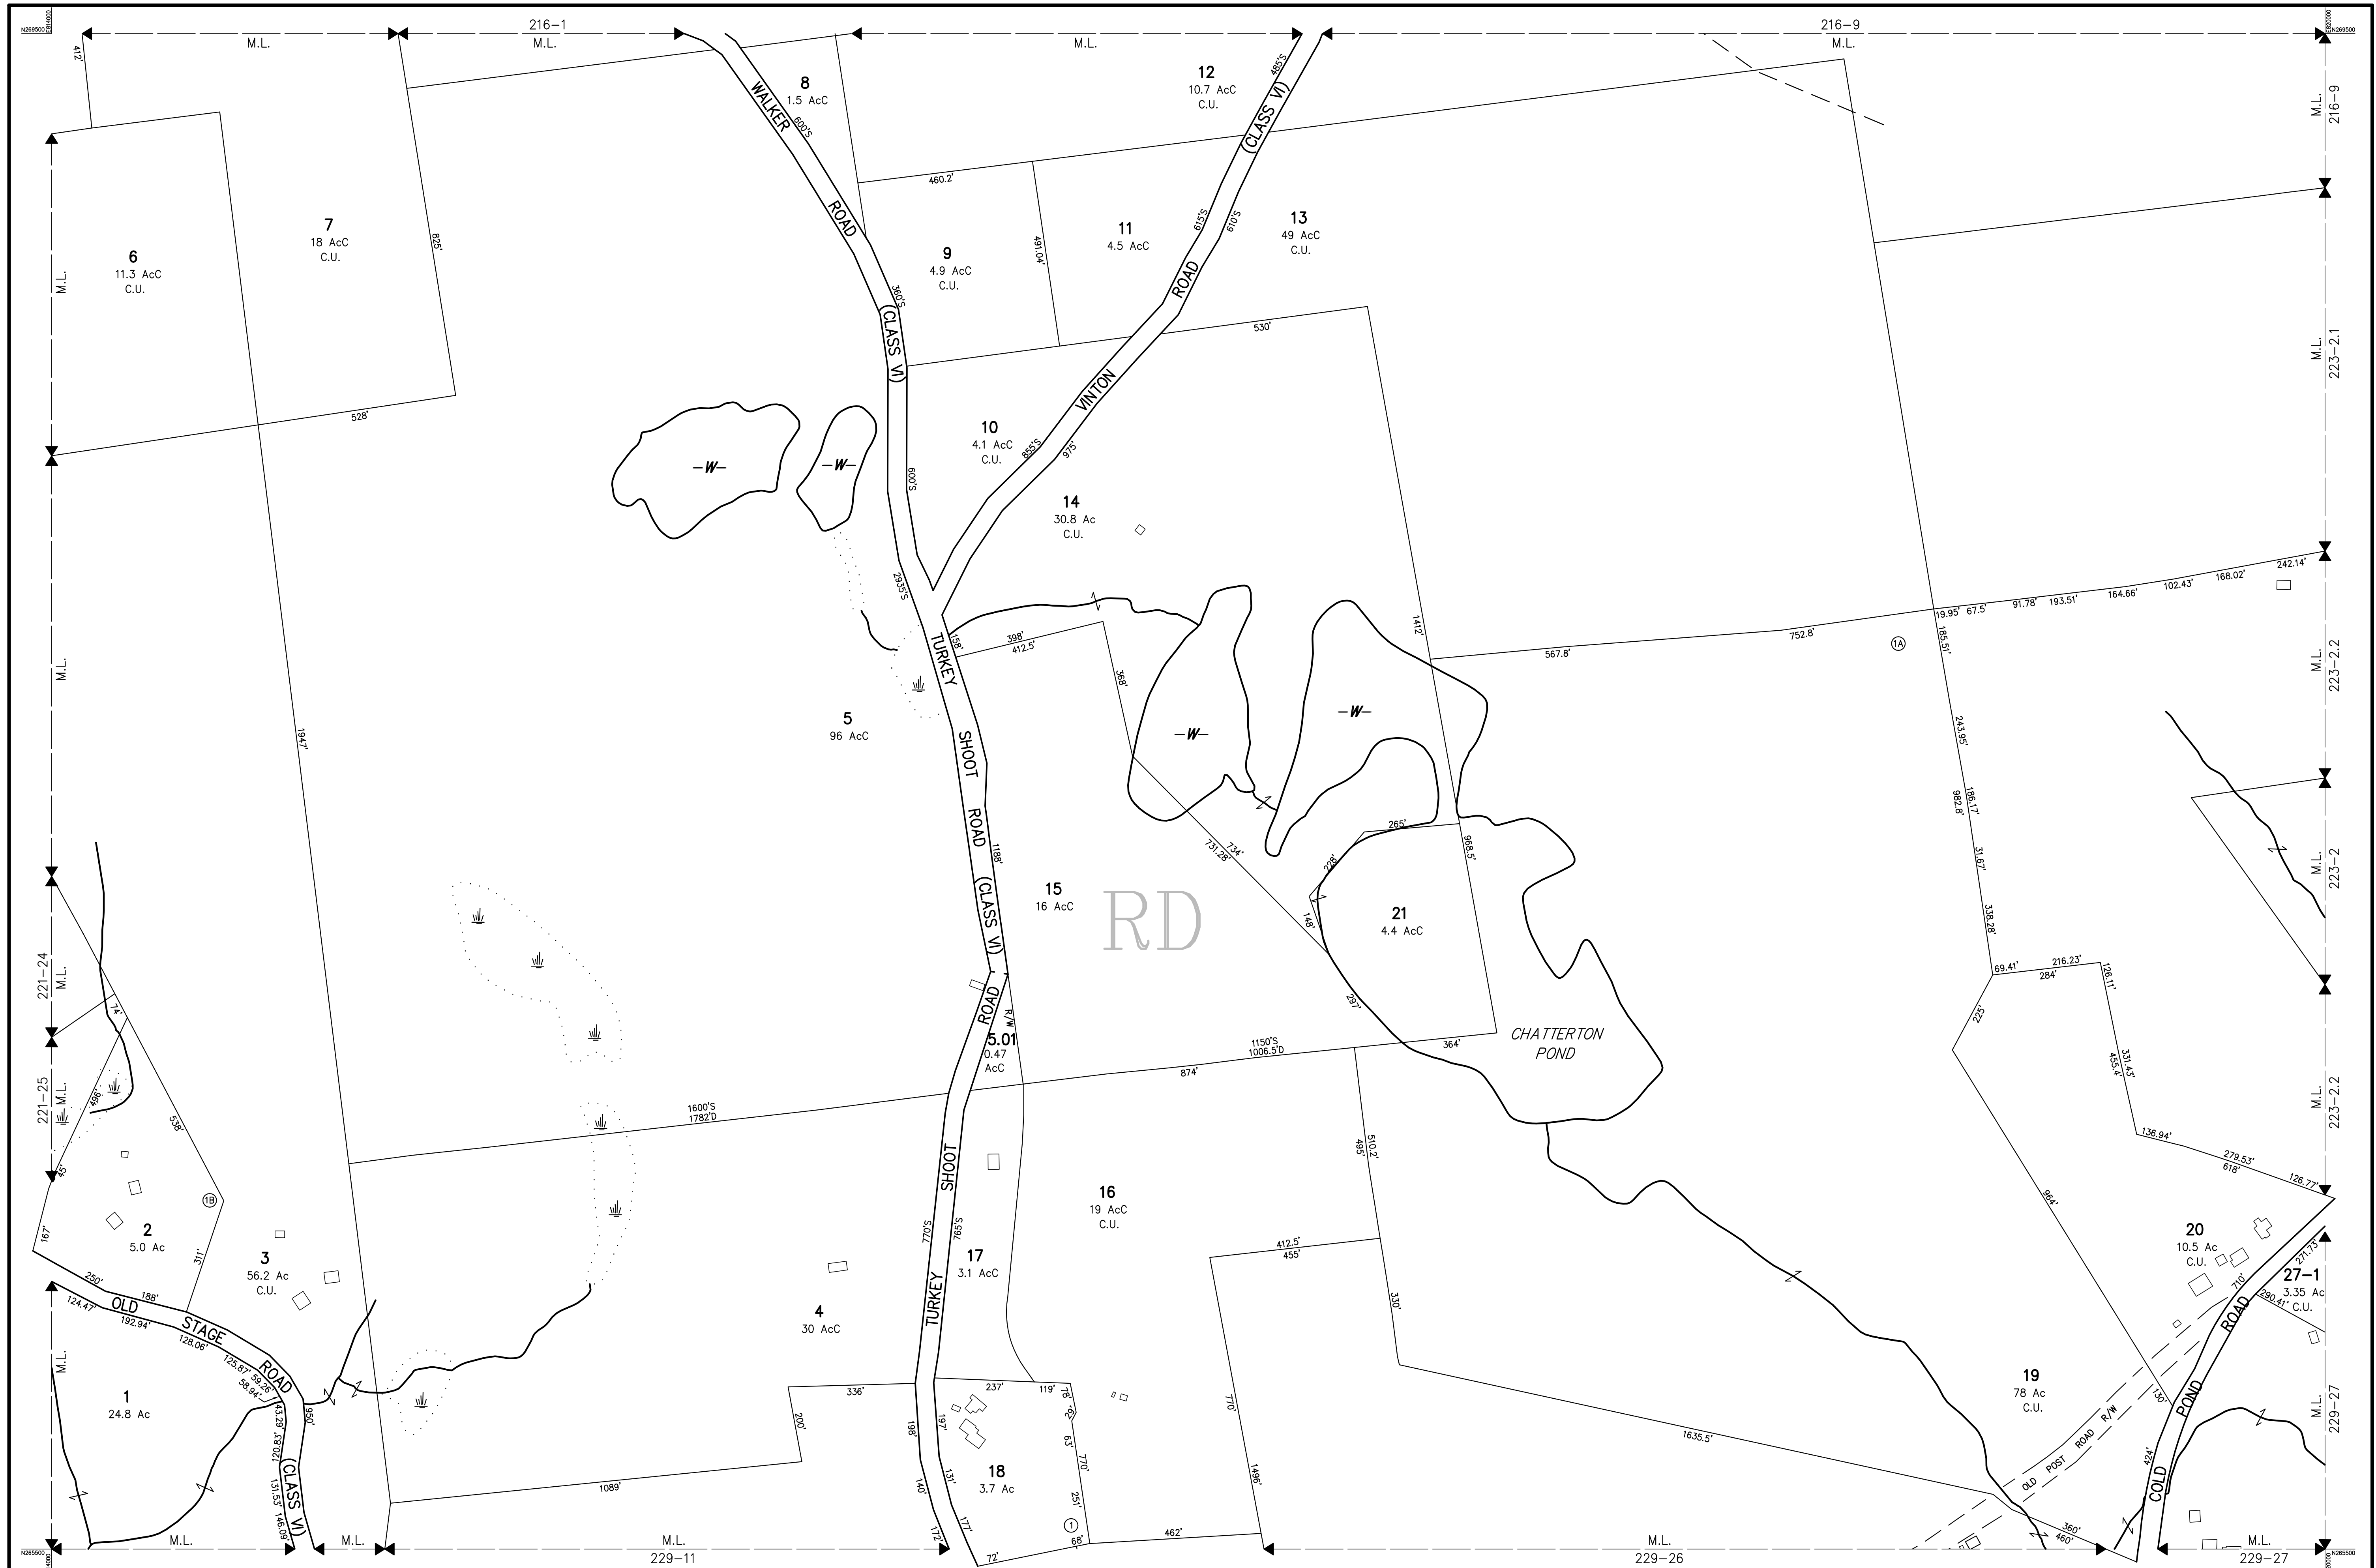 N269500
E814000
216-1
216-9
E820000
N269500
M.L.
M.L.
M.L.
M.L.
412'
8
1.5 AcC
12
10.7 AcC
C.U.
485'S
(CLASS VI)
M.L.
216-9
WALKER
600'S
ROAD
460.2'
6
11.3 AcC
C.U.
7
18 AcC
C.U.
825'
9
4.9 AcC
C.U.
491.04'
11
4.5 AcC
615'S
610'S
13
49 AcC
C.U.
M.L.
ROAD
360'S
(CLASS VI)
530'
M.L.
223-2.1
528'
VINTON
10
4.1 AcC
C.U.
855'S
975'
-W-
-W-
600'S
14
30.8 Ac
C.U.
242.14'
168.02'
102.43'
164.66'
193.51'
91.78'
67.5'
19.95'
2935'S
158'
398'
412.5'
1412'
752.8'
567.8'
1A
185.51'
M.L.
M.L.
223-2.2
TURKEY
368'
5
96 AcC
-W-
-W-
1947'
SHOOT
243.95'
186.17'
982.8'
ROAD
1188'
734'
731.28'
265'
228'
968.5'
31.67'
M.L.
223-2
(CLASS VI)
15
16 AcC
RD
148'
21
4.4 AcC
338.28'
221-24
M.L.
74'
ROAD
R/W
297'
69.41'
216.23'
284'
126.11'
225'
5.01
0.47
AcC
1150'S
1006.5'D
364'
CHATTERTON
POND
331.43'
455.4'
221-25
M.L.
496'
874'
M.L.
223-2.2
1600'S
1782'D
538'
45'
SHOOT
510.2'
495'
136.94'
279.53'
618'
126.77'
1B
16
19 AcC
C.U.
964'
167'
2
5.0 Ac
311'
770'S
765'S
17
3.1 AcC
412.5'
455'
20
10.5 Ac
C.U.
271.73'
3
56.2 Ac
C.U.
250'
188'
OLD
STAGE
124.47'
192.94'
128.06'
TURKEY
4
30 AcC
330'
710'
27-1
3.35 Ac
C.U.
290.41'
ROAD
M.L.
125.87'
59.26'
58.94'
ROAD
1
24.8 Ac
43.29'
950'
336'
237'
119'
78'
29'
19
78 Ac
C.U.
130'
POND
M.L.
229-27
120.83'
200'
198'
197'
63'
770'
770'
1635.5'
OLD POST ROAD R/W
131.53'
(CLASS VI)
1089'
131'
18
3.7 Ac
1496'
424'
COLD
146.09'
140'
251'
1
172'
177'
68'
72'
462'
360'
460'
M.L.
M.L.
M.L.
M.L.
M.L.
229-11
229-26
229-27
N265500
N265500